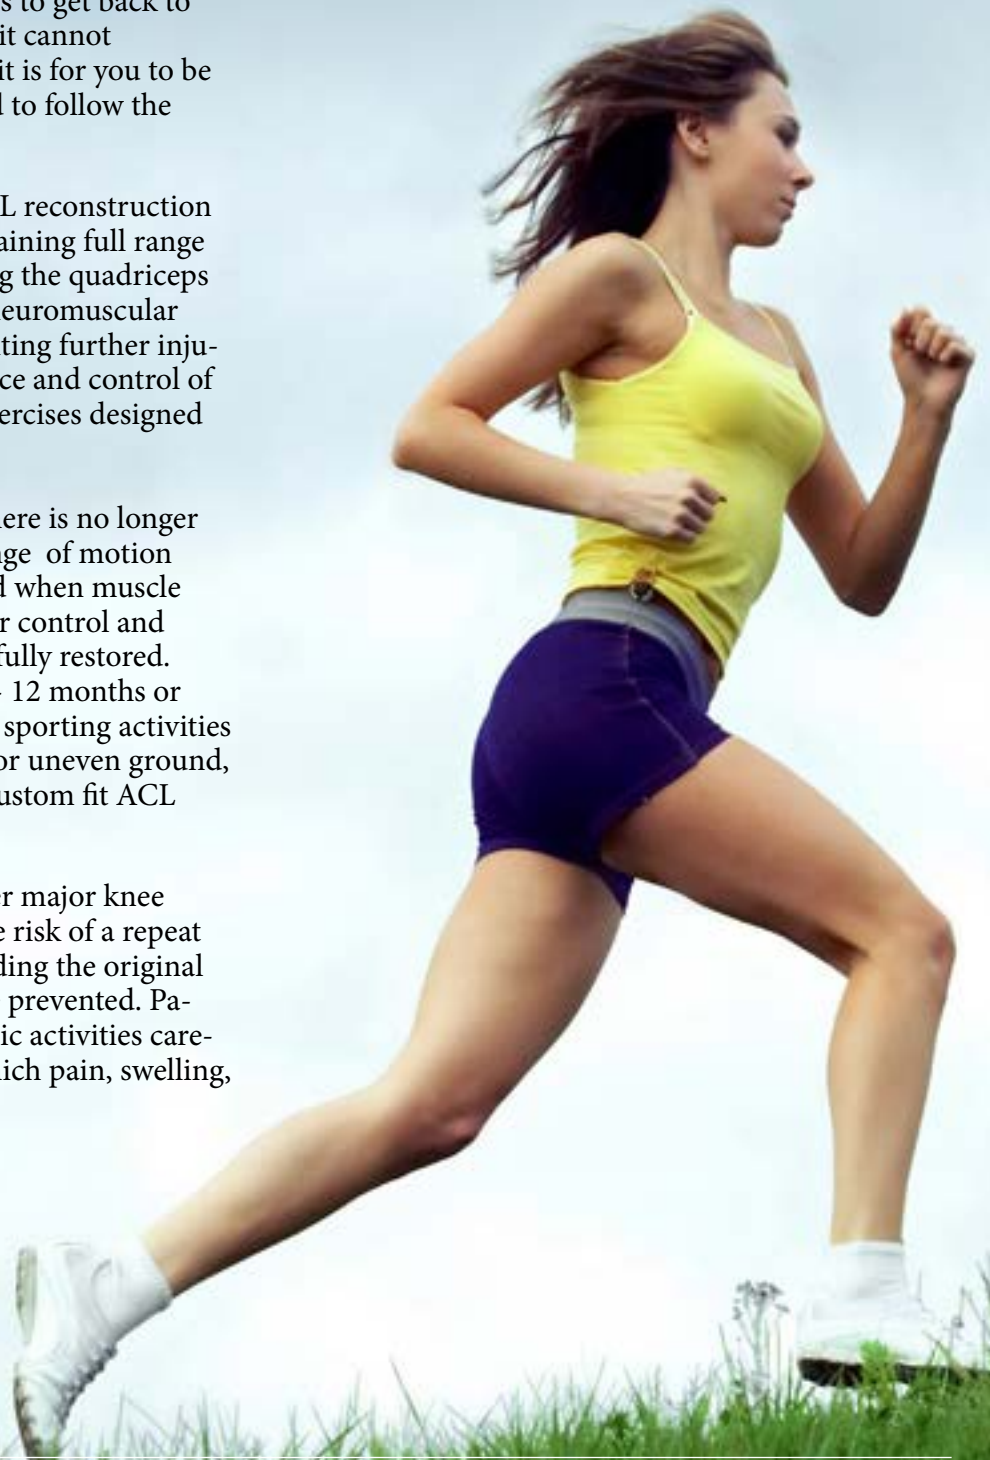 s to get back to
it cannot
it is for you to be
to follow the
L reconstruction
aining full range
g the quadriceps
euromuscular
ting further inju-
ce and control of
ercises designed
ere is no longer
ge of motion
d when muscle
r control and
fully restored.
12 months or
sporting activities
or uneven ground,
ustom fit ACL
er major knee
e risk of a repeat
ding the original
prevented. Pa-
ic activities care-
ich pain, swelling,